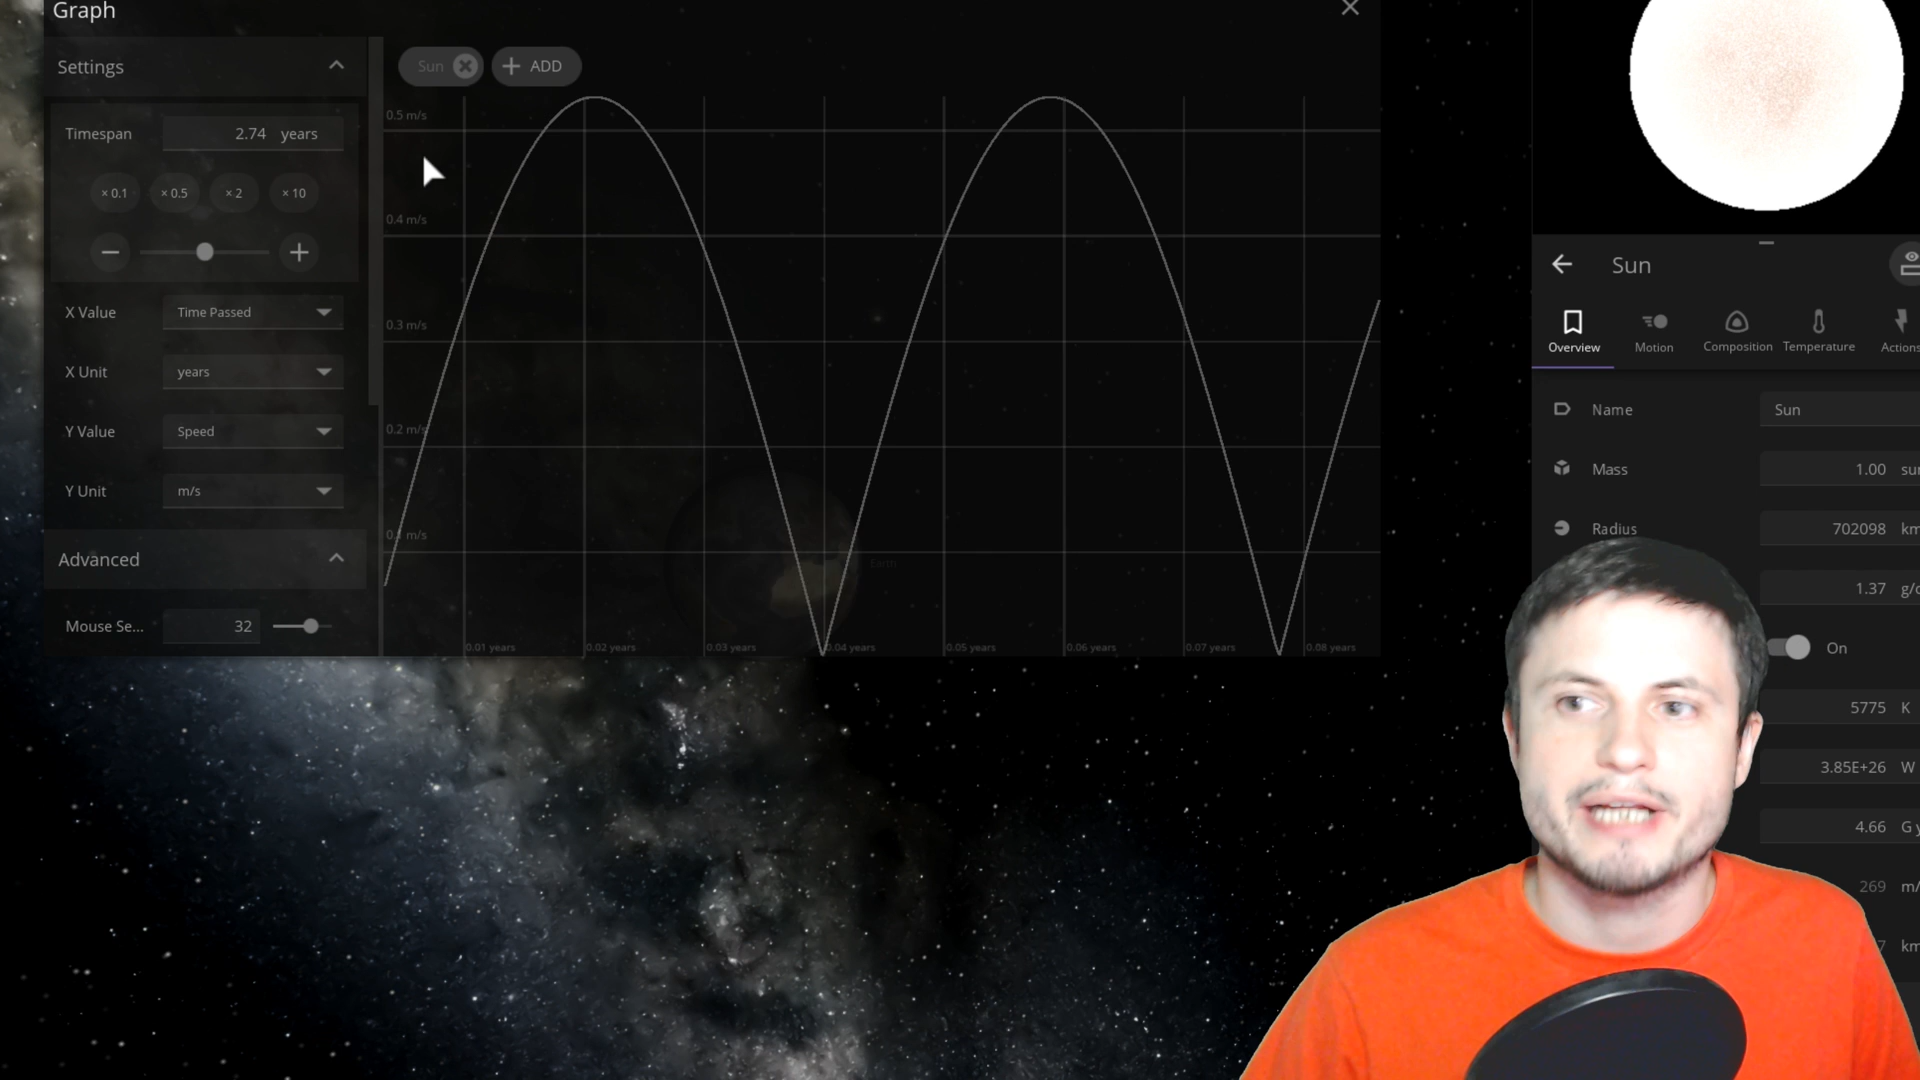 Graph
Settings
Timespan 2.74 years
× 0.1 × 0.5 × 2 × 10
X Value Time Passed
X Unit years
Y Value Speed
Y Unit m/s
Advanced
Mouse Se... 32
Sun ADD
0.5 m/s
0.4 m/s
0.3 m/s
0.2 m/s
0.1 m/s
Earth
0.01 years 0.02 years 0.03 years 0.04 years 0.05 years 0.06 years 0.07 years 0.08 years
Sun
Overview Motion Composition Temperature Actions
Name Sun
Mass 1.00
Radius 702098 km
1.37
On
5775 K
3.85E+26 W
4.66 G
269
km